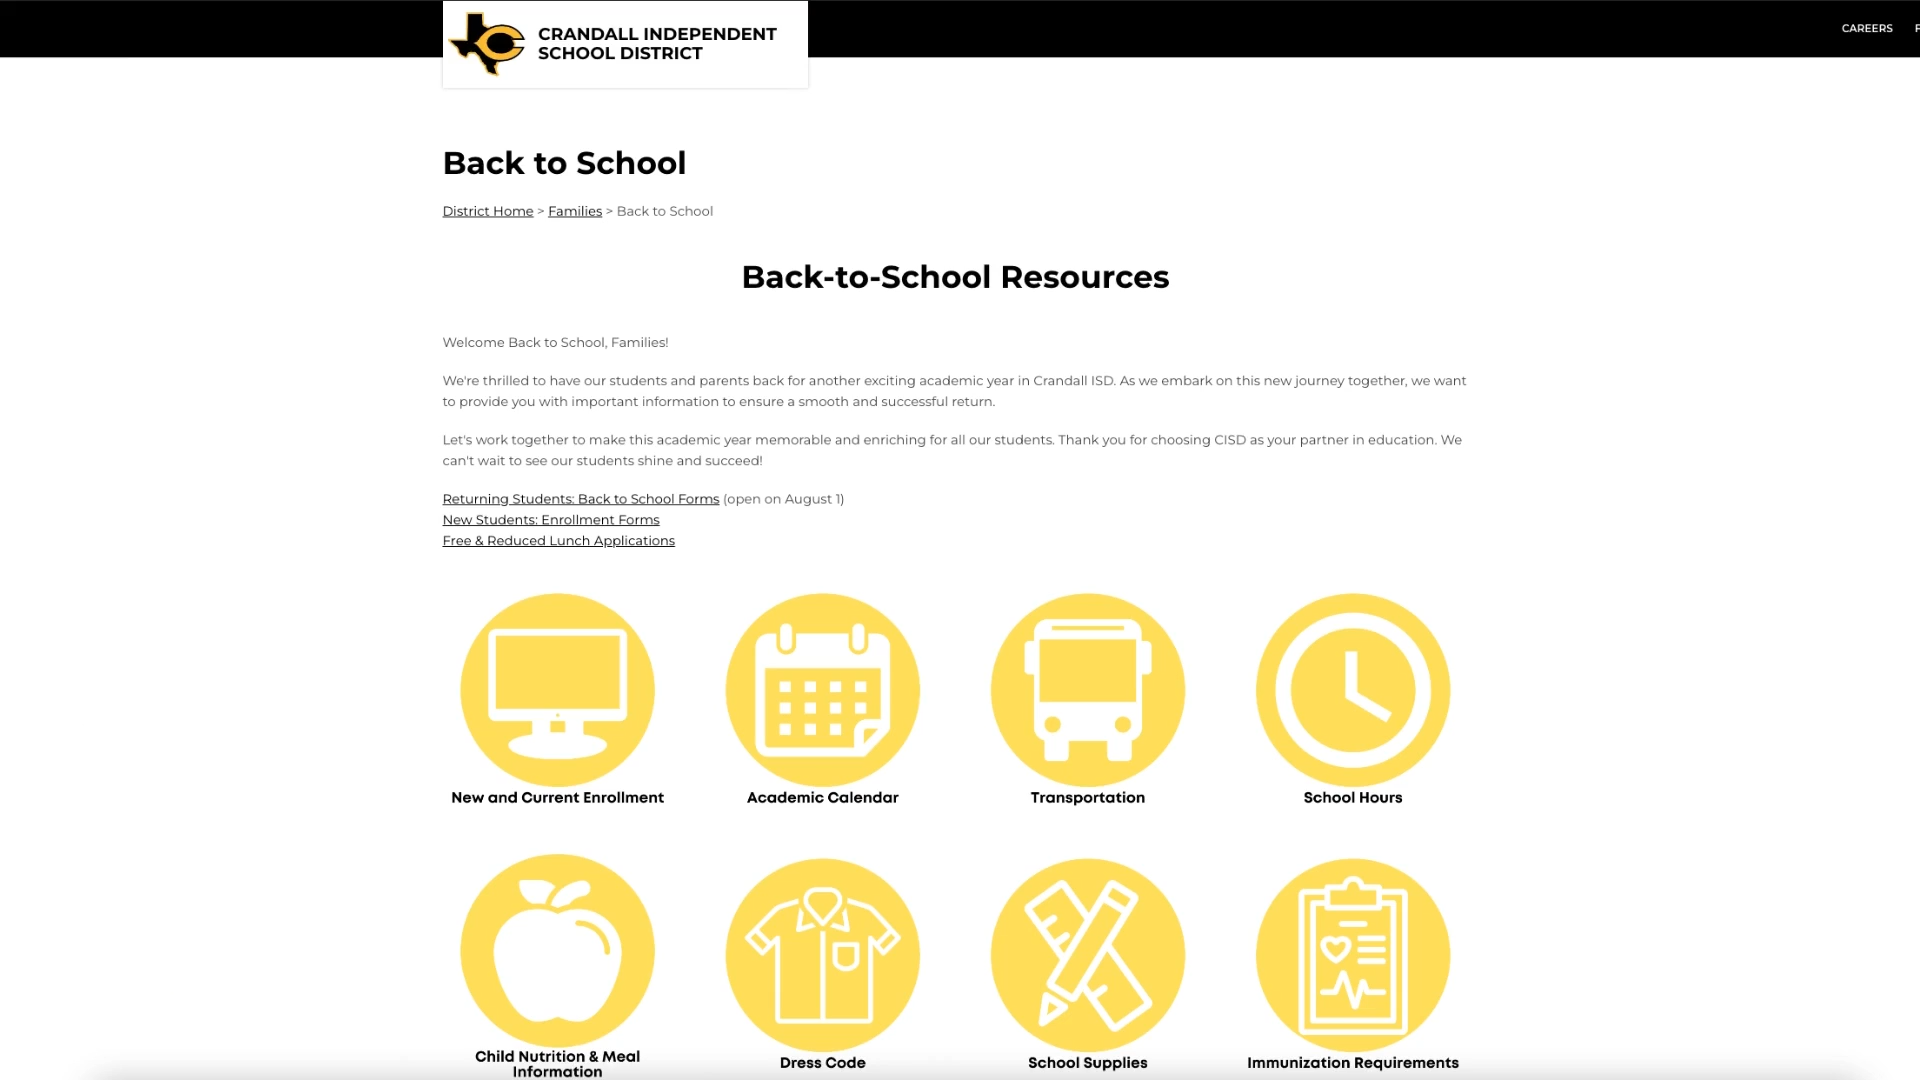 CRANDALL INDEPENDENT
SCHOOL DISTRICT
CAREERS
Back to School
District Home > Families > Back to School
Back-to-School Resources
Welcome Back to School, Families!
We're thrilled to have our students and parents back for another exciting academic year in Crandall ISD. As we embark on this new journey together, we want
to provide you with important information to ensure a smooth and successful return.
Let's work together to make this academic year memorable and enriching for all our students. Thank you for choosing CISD as your partner in education. We
can't wait to see our students shine and succeed!
Returning Students: Back to School Forms (open on August 1)
New Students: Enrollment Forms
Free & Reduced Lunch Applications
New and Current Enrollment
Academic Calendar
Transportation
School Hours
Child Nutrition & Meal
Information
Dress Code
School Supplies
Immunization Requirements